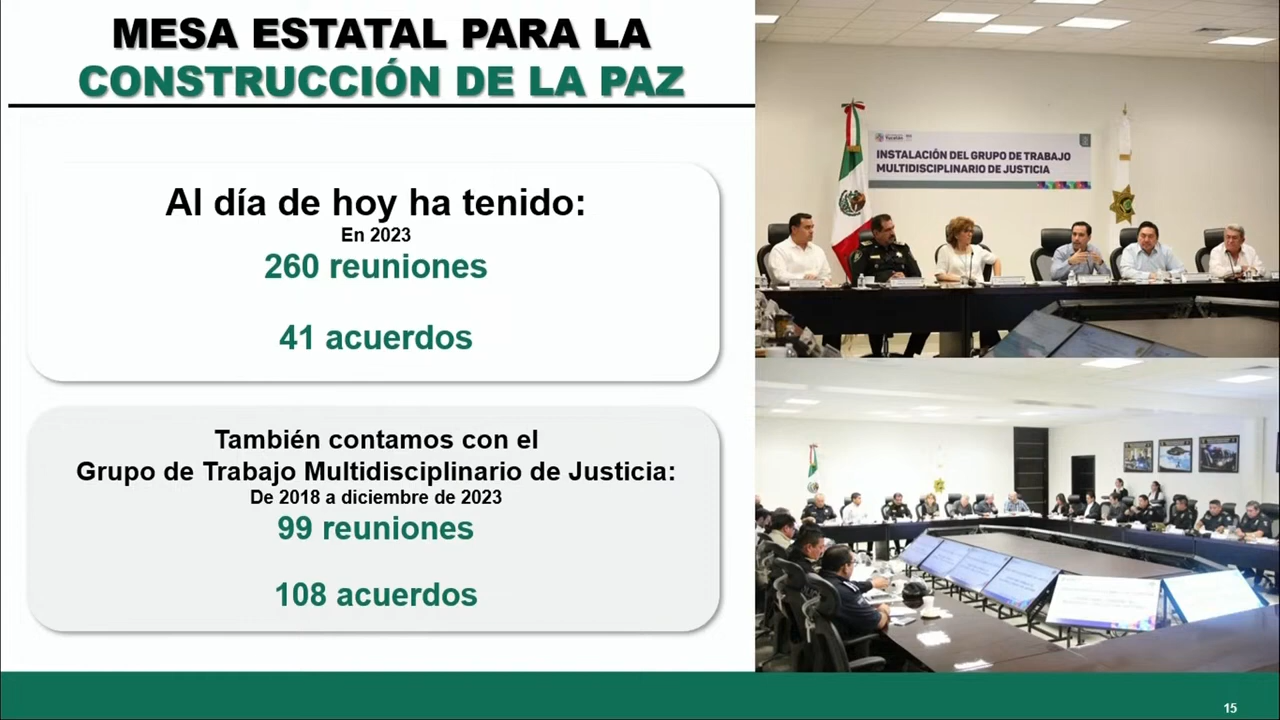 MESA ESTATAL PARA LA
CONSTRUCCIÓN DE LA PAZ
Al día de hoy ha tenido:
En 2023
260 reuniones
41 acuerdos
También contamos con el
Grupo de Trabajo Multidisciplinario de Justicia:
De 2018 a diciembre de 2023
99 reuniones
108 acuerdos
Yucatán
INSTALACIÓN DEL GRUPO DE TRABAJO
MULTIDISCIPLINARIO DE JUSTICIA
15